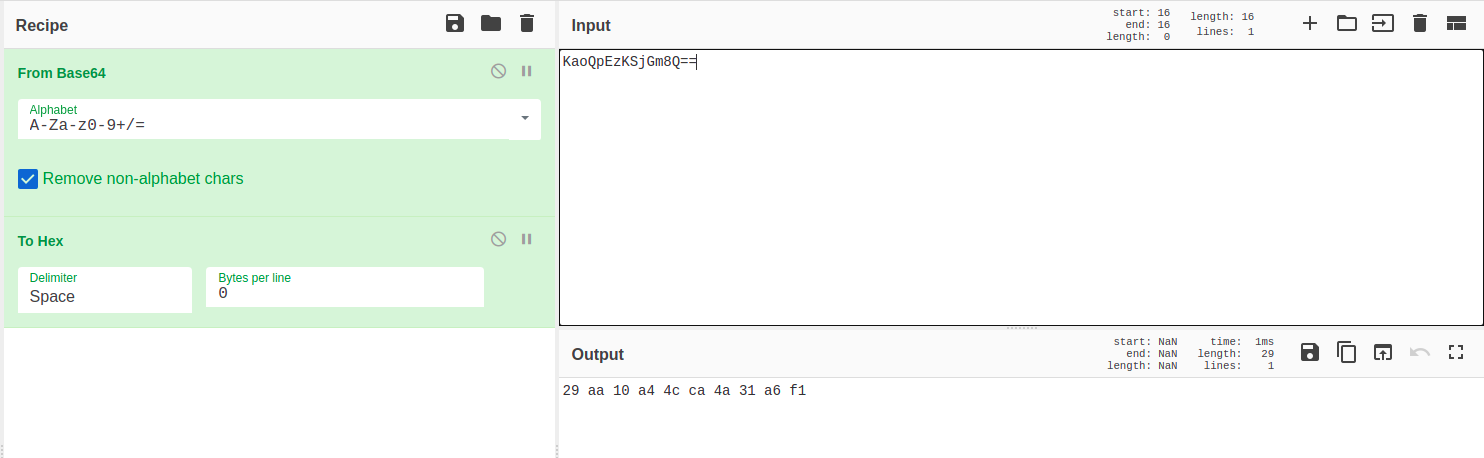 Recipe
From Base64
Alphabet
A-Za-z0-9+/=
Remove non-alphabet chars
To Hex
Delimiter
Space
Bytes per line
0
Input
start: 16
end: 16
length: 0
length: 16
lines: 1
KaoQpEzKSjGm8Q==
Output
start: NaN
end: NaN
length: NaN
time: 1ms
length: 29
lines: 1
29 aa 10 a4 4c ca 4a 31 a6 f1